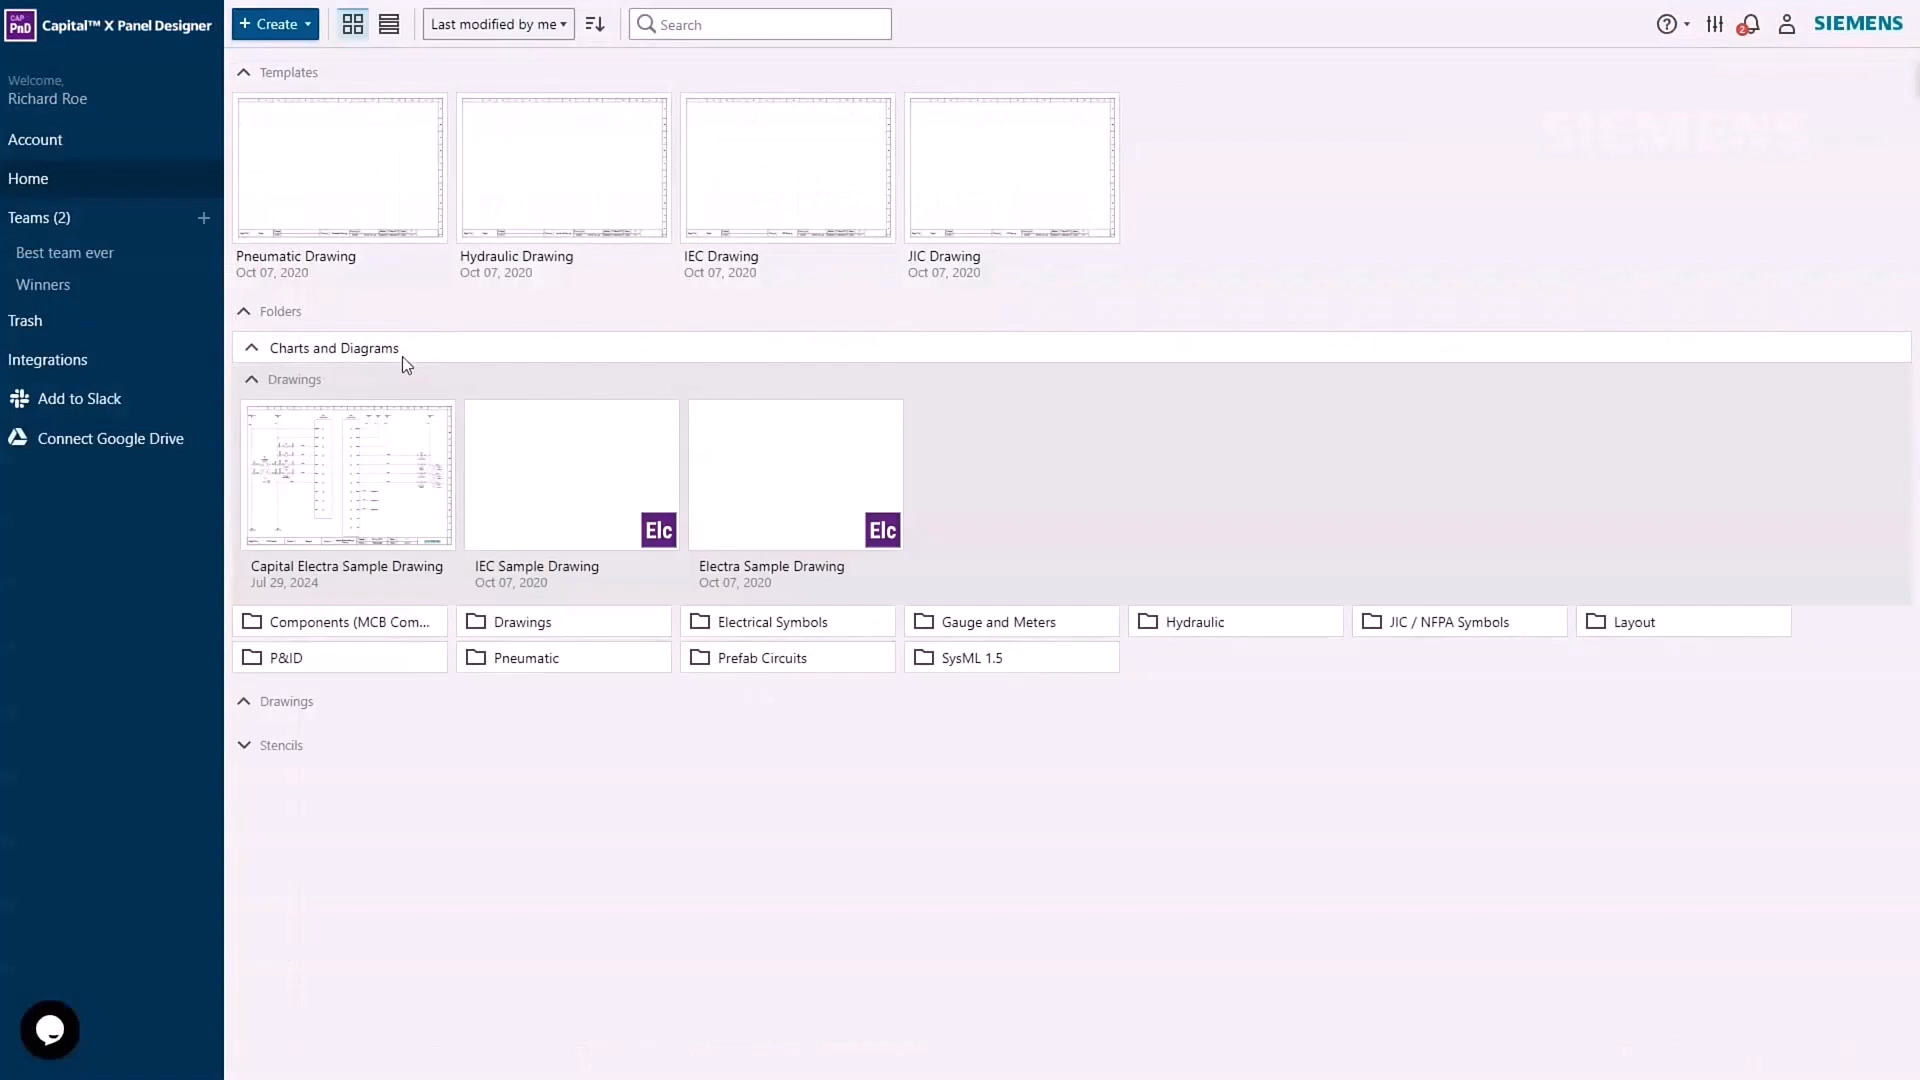 CAP
PnD
Capital™ X Panel Designer
+ Create
Last modified by me
Search
2
SIEMENS
Welcome,
Richard Roe
Account
Home
Teams (2)
+
Best team ever
Winners
Trash
Integrations
Add to Slack
Connect Google Drive
Templates
SIEMENS
Pneumatic Drawing
Oct 07, 2020
Hydraulic Drawing
Oct 07, 2020
IEC Drawing
Oct 07, 2020
JIC Drawing
Oct 07, 2020
Folders
Charts and Diagrams
Drawings
Elc
Elc
Capital Electra Sample Drawing
Jul 29, 2024
IEC Sample Drawing
Oct 07, 2020
Electra Sample Drawing
Oct 07, 2020
Components (MCB Com...
Drawings
Electrical Symbols
Gauge and Meters
Hydraulic
JIC / NFPA Symbols
Layout
P&ID
Pneumatic
Prefab Circuits
SysML 1.5
Drawings
Stencils